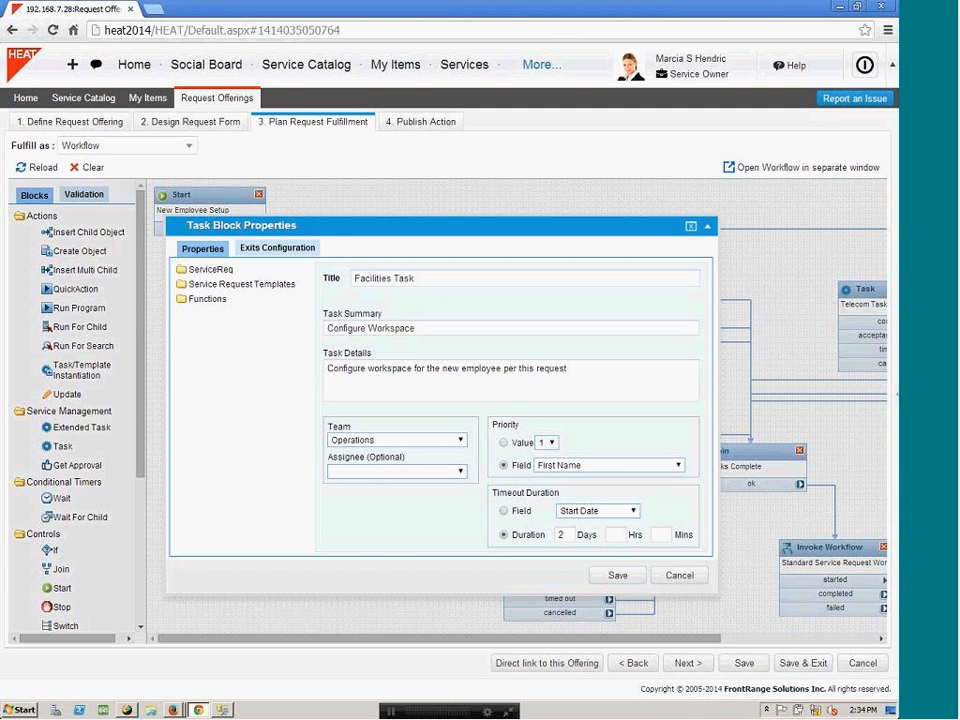 192.168.7.28:Request Offe
heat2014/HEAT/Default.aspx#1414035050764
HEAT
Home · Social Board · Service Catalog · My Items · Services · More...
Marcia S Hendric
Service Owner
Help
Home Service Catalog My Items Request Offerings
Report an Issue
1. Define Request Offering 2. Design Request Form 3. Plan Request Fulfillment 4. Publish Action
Fulfill as : Workflow
Reload Clear
Open Workflow in separate window
Blocks Validation
Actions
Insert Child Object
Create Object
Insert Multi Child
QuickAction
Run Program
Run For Child
Run For Search
Task/Template
Instantiation
Update
Service Management
Extended Task
Task
Get Approval
Conditional Timers
Wait
Wait For Child
Controls
If
Join
Start
Stop
Switch
Start
New Employee Setup
Task Block Properties
Properties Exits Configuration
ServiceReq
Service Request Templates
Functions
Title Facilities Task
Task Summary
Configure Workspace
Task Details
Configure workspace for the new employee per this request
Team
Operations
Assignee (Optional)
Priority
Value 1
Field First Name
Timeout Duration
Field Start Date
Duration 2 Days Hrs Mins
Save Cancel
Task
Telecom Task
co
accepta
tim
ca
in
ks Complete
ok
Invoke Workflow
Standard Service Request Wor
started
completed
failed
timed out
cancelled
Direct link to this Offering < Back Next > Save Save & Exit Cancel
Copyright © 2005-2014 FrontRange Solutions Inc. All rights reserved.
Start
2:34 PM